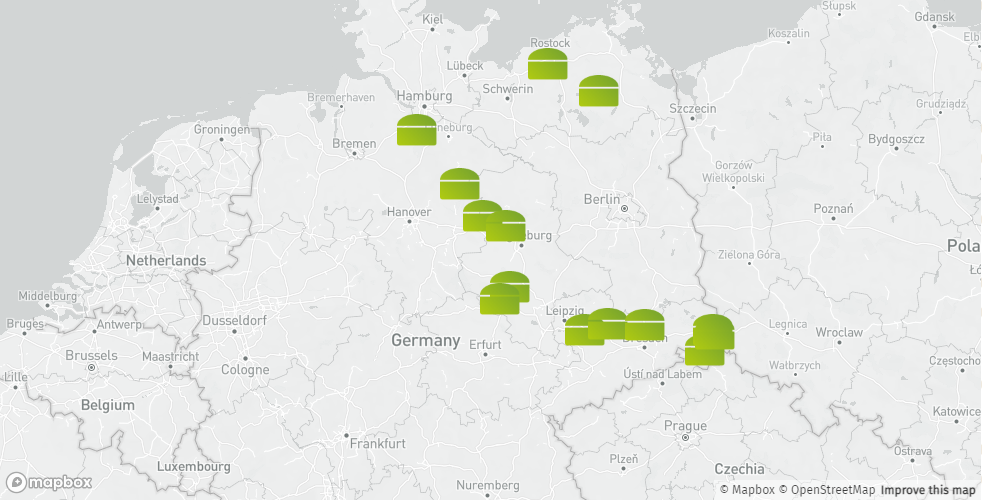 Słupsk
Gdansk
Kiel
Koszalin
Elbl
Rostock
Lübeck
Schwerin
Bremerhaven
Hamburg
Szczecin
Grudziądz
Groningen
neburg
Bremen
Piła
Bydgoszcz
Gorzów
Wielkopolski
Lelystad
Berlin
Hanover
Poznań
burg
Netherlands
Zielona Góra
Pola
Łó
Middelburg
Leipzig
Bruges
Antwerp
Dusseldorf
Legnica
Wrocław
Germany
Dresden
Brussels
Maastricht
Erfurt
Cologne
Wałbrzych
Częstocho
Lille
Ústí nad Labem
Belgium
Katowice
Prague
Frankfurt
Ostrava
Plzeň
Luxembourg
Czechia
Nuremberg
mapbox
© Mapbox © OpenStreetMap Improve this map